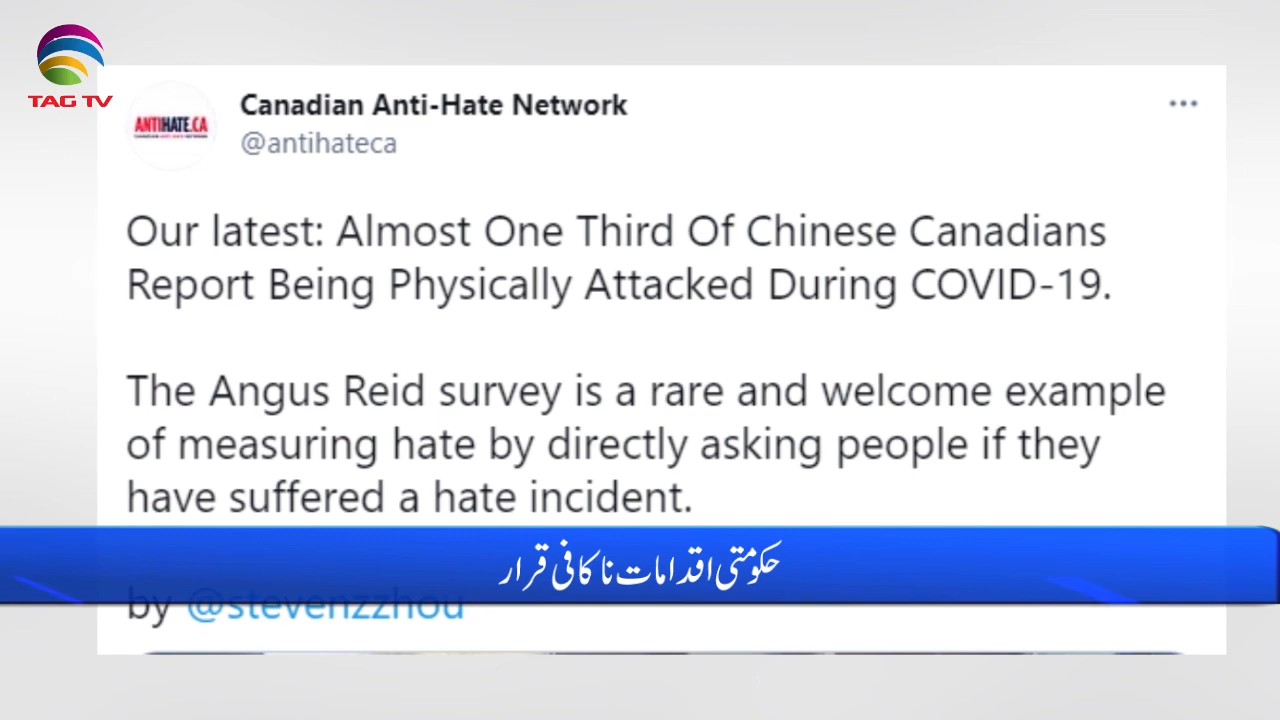 TAG TV
ANTIHATE.CA
Canadian Anti-Hate Network
@antihateca
Our latest: Almost One Third Of Chinese Canadians
Report Being Physically Attacked During COVID-19.
The Angus Reid survey is a rare and welcome example
of measuring hate by directly asking people if they
have suffered a hate incident.
حکومتی اقدامات ناکافی قرار
by @stevenzzhou